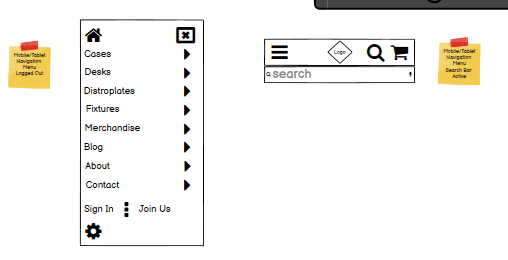 Mobile/Tablet
Navigation
Menu
Logged Out
Cases
Desks
Distroplates
Fixtures
Merchandise
Blog
About
Contact
Sign In
Join Us
Logo
search
Mobile/Tablet
Navigation
Menu
Search Bar
Active